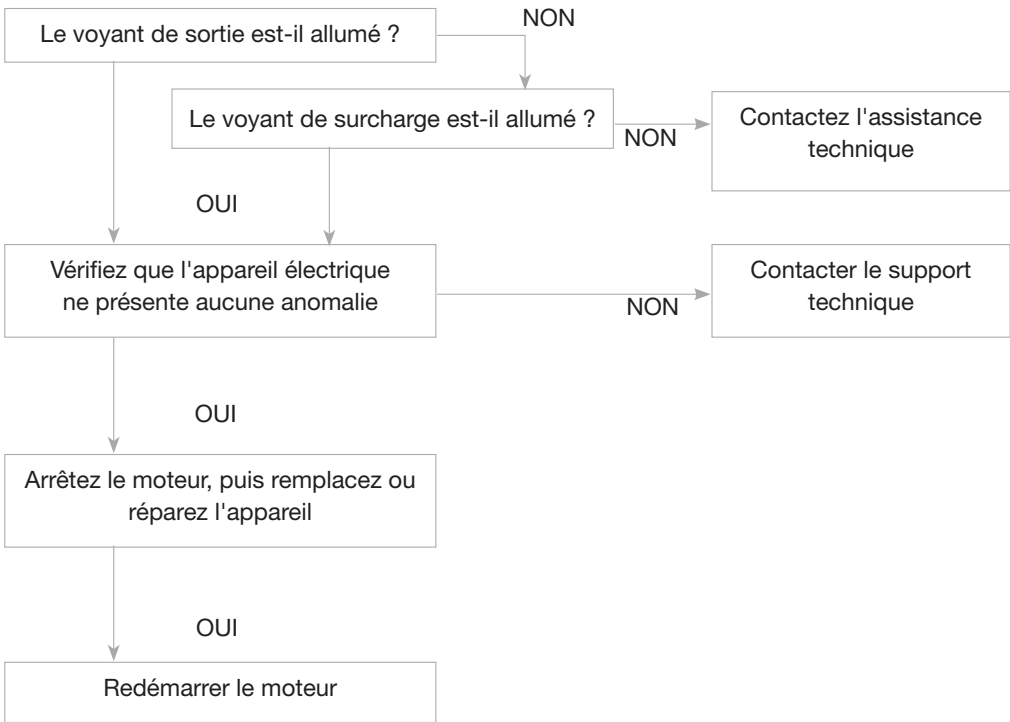 NON
Le voyant de sortie est-il allumé ?
Le voyant de surcharge est-il allumé ?
NON
Contactez l'assistance
technique
OUI
Vérifiez que l'appareil électrique
ne présente aucune anomalie
NON
Contacter le support
technique
OUI
Arrêtez le moteur, puis remplacez ou
réparez l'appareil
OUI
Redémarrer le moteur